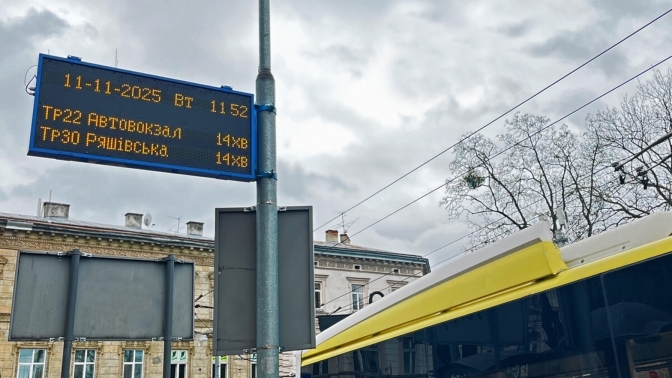 11-11-2025 Вт 11:52
Тр22 Автовокзал 14хв
Тр30 Ряшівська 14хв